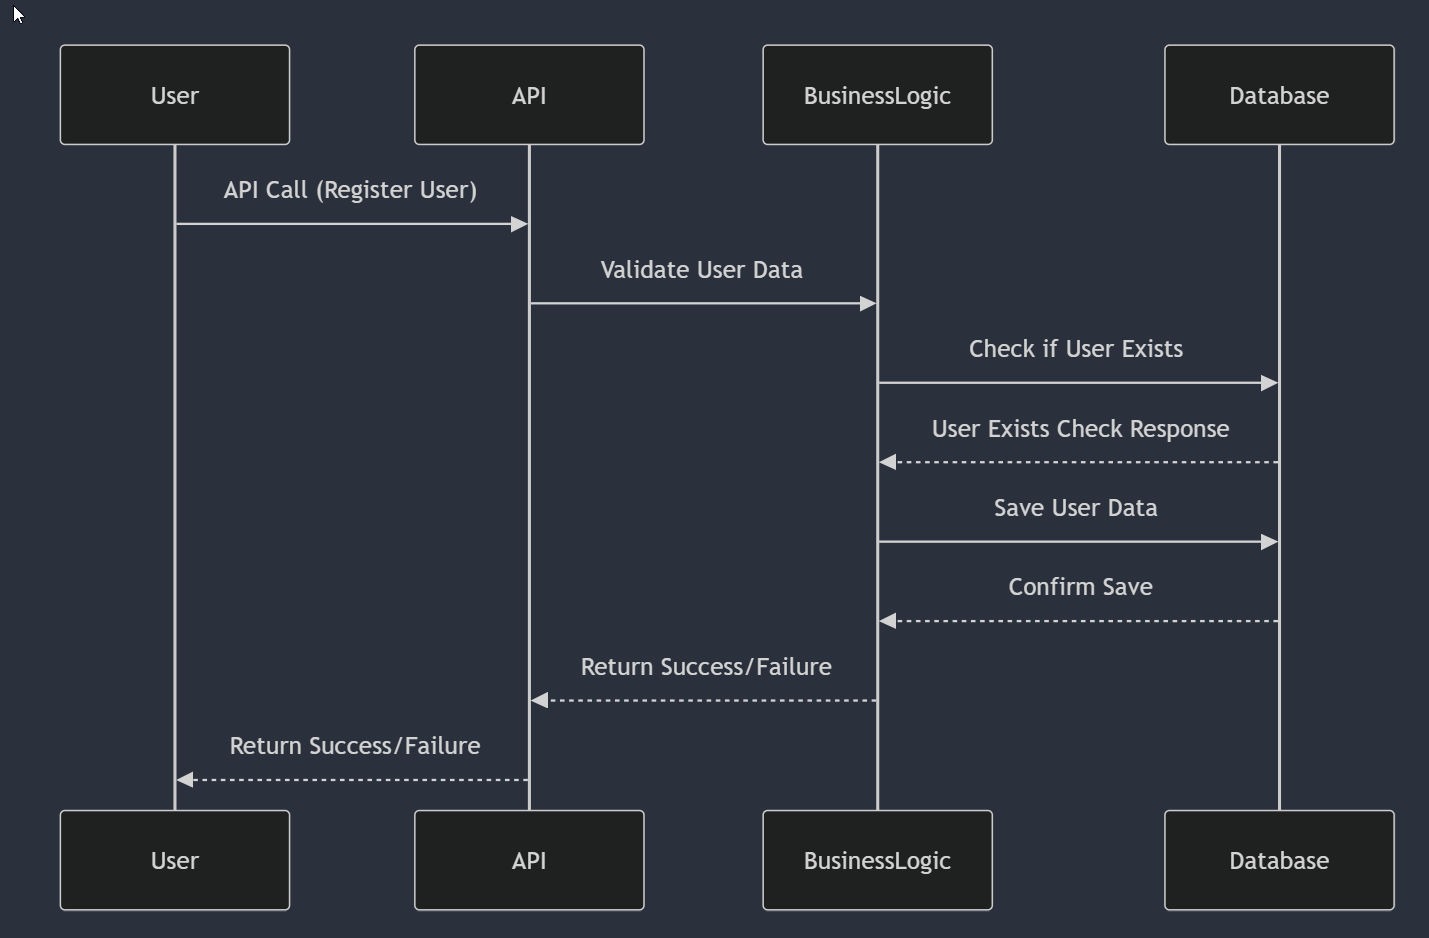 User
API
BusinessLogic
Database
API Call (Register User)
Validate User Data
Check if User Exists
User Exists Check Response
Save User Data
Confirm Save
Return Success/Failure
Return Success/Failure
User
API
BusinessLogic
Database